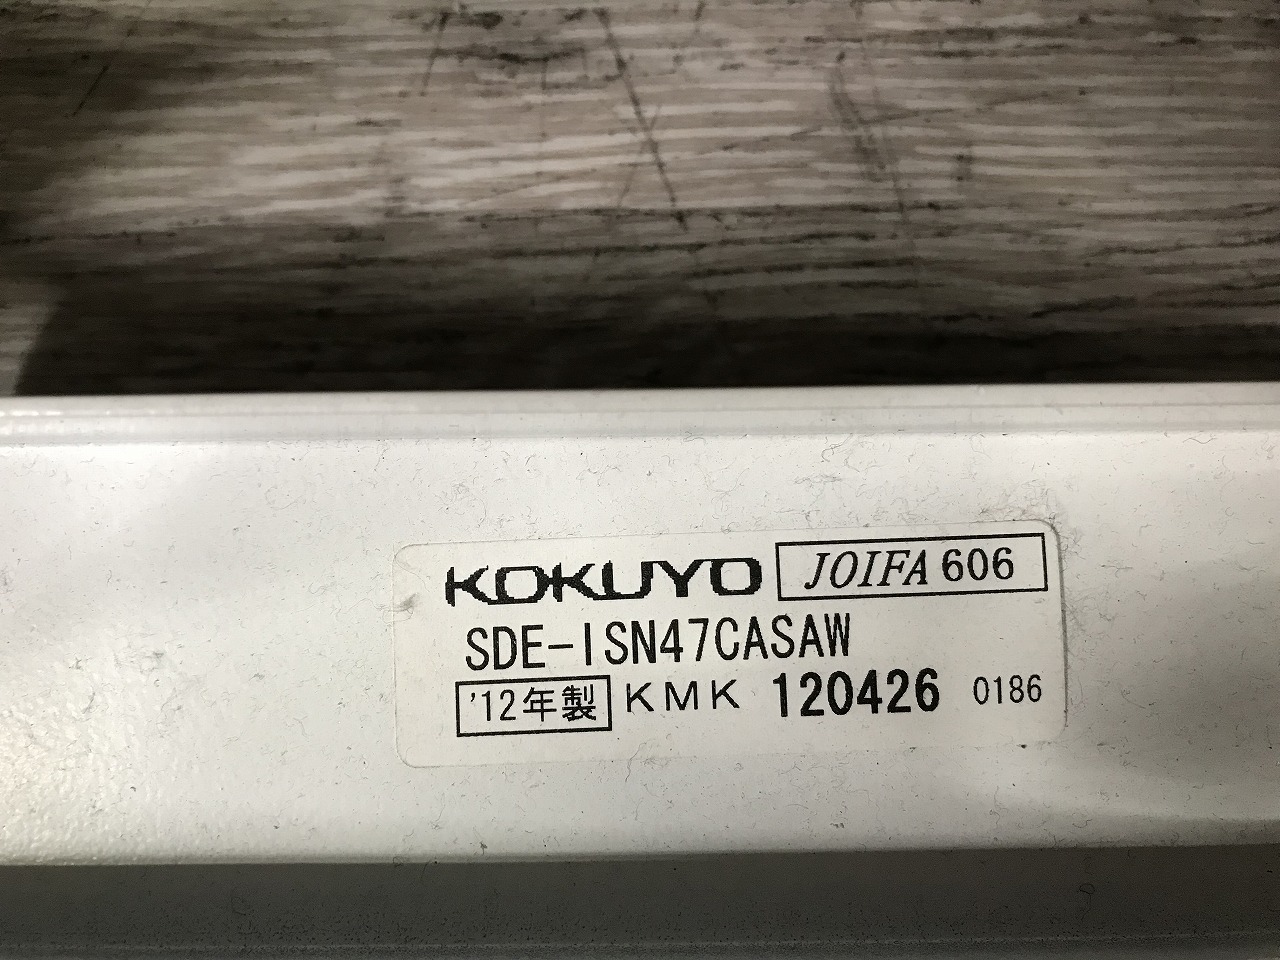 KOKUYO JOIFA 606
SDE-ISN47CASAW
'12年製 KMK 120426 0186